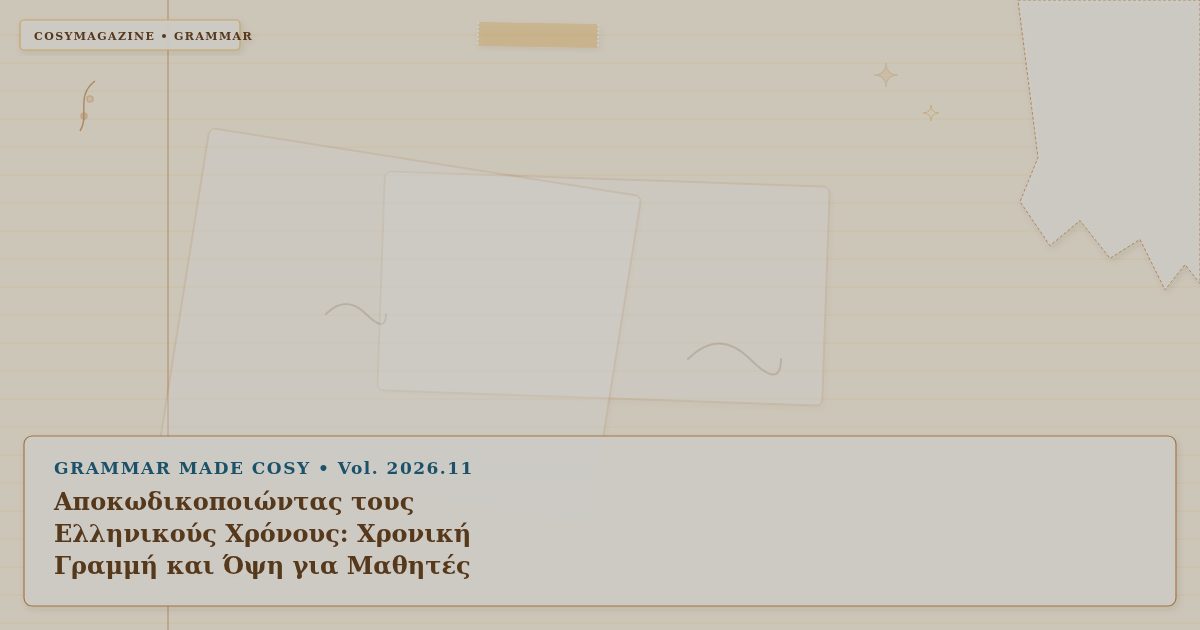 COSYMAGAZINE • GRAMMAR
GRAMMAR MADE COSY • Vol. 2026.11
Αποκωδικοποιώντας τους
Ελληνικούς Χρόνους: Χρονική
Γραμμή και Όψη για Μαθητές